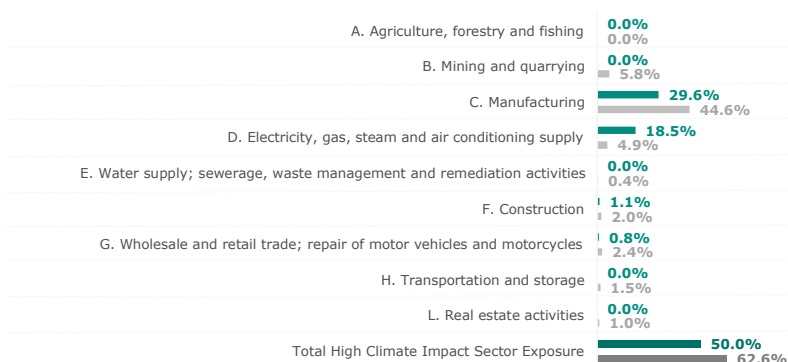 A. Agriculture, forestry and fishing 0.0%
0.0%
B. Mining and quarrying 0.0%
5.8%
C. Manufacturing 29.6%
44.6%
D. Electricity, gas, steam and air conditioning supply 18.5%
4.9%
E. Water supply; sewerage, waste management and remediation activities 0.0%
0.4%
F. Construction 1.1%
2.0%
G. Wholesale and retail trade; repair of motor vehicles and motorcycles 0.8%
2.4%
H. Transportation and storage 0.0%
1.5%
L. Real estate activities 0.0%
1.0%
Total High Climate Impact Sector Exposure 50.0%
62.6%